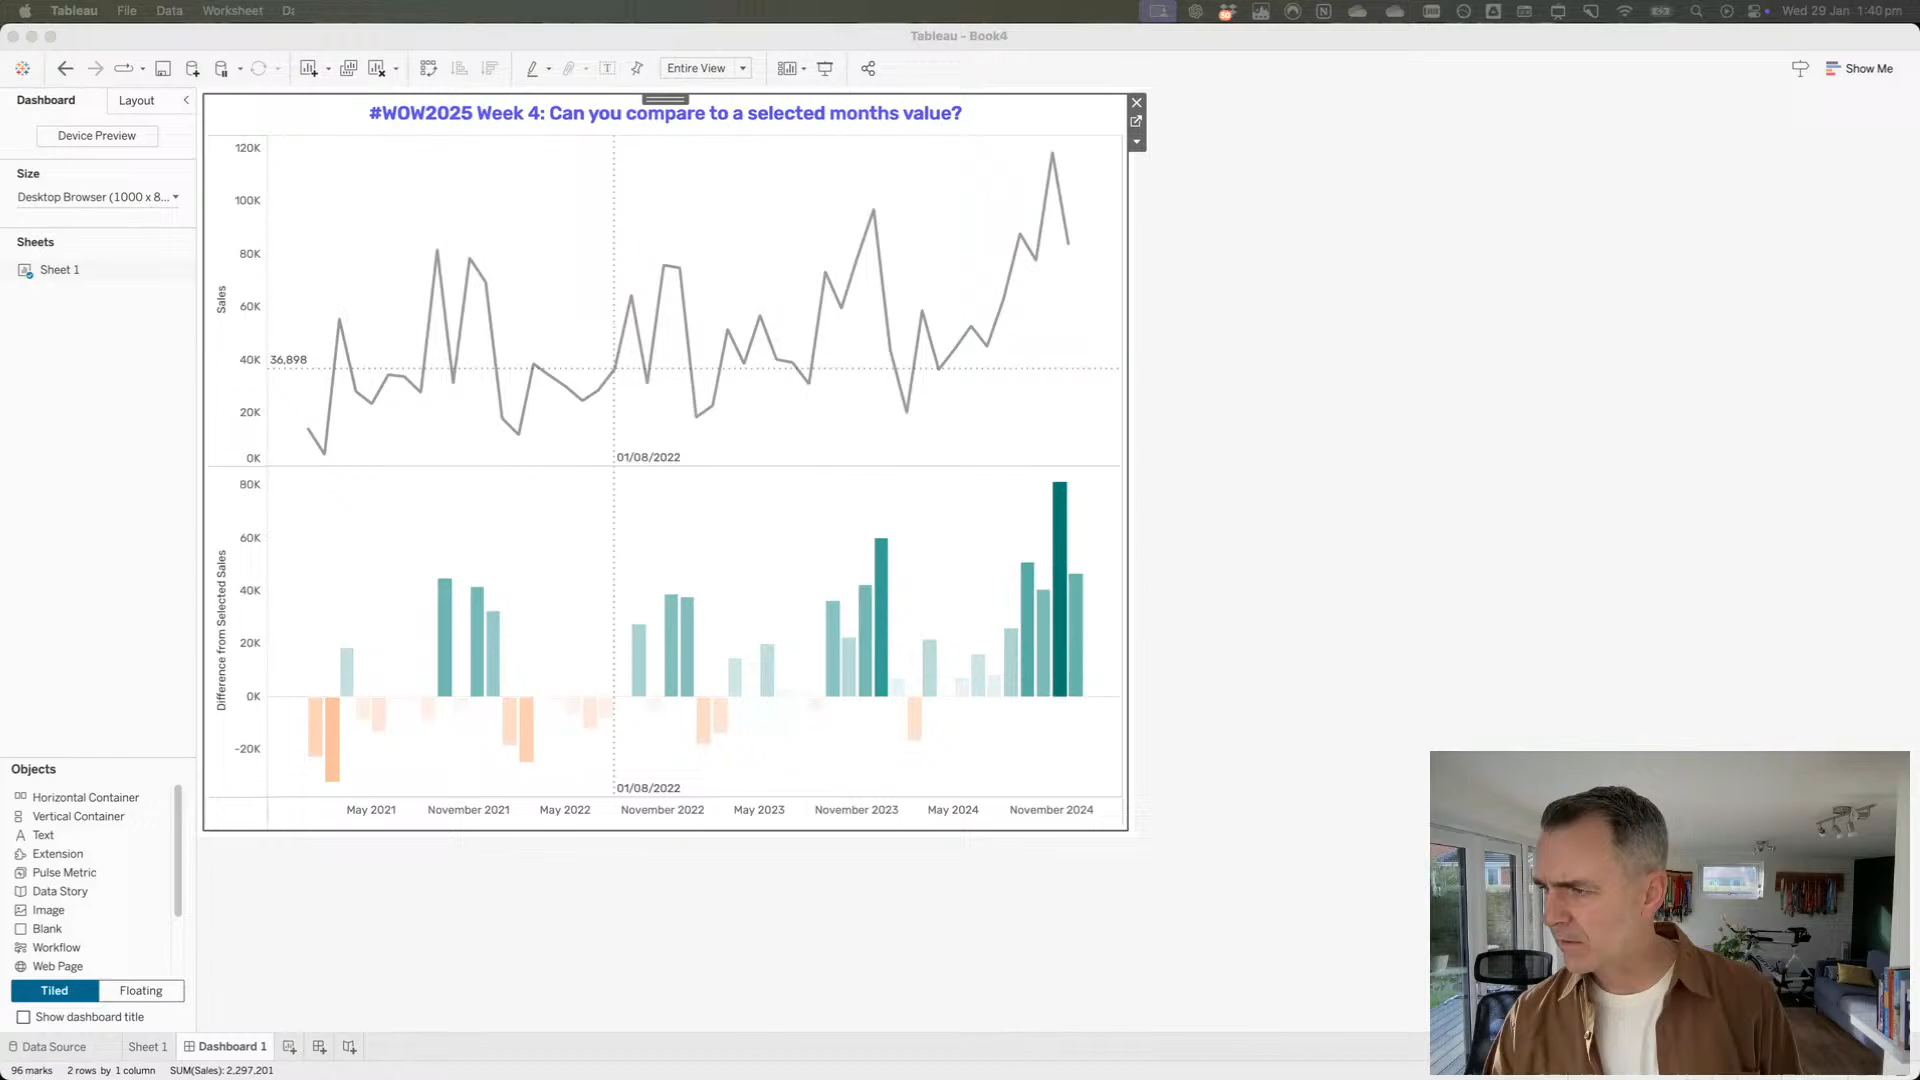 Tableau File Data Worksheet Da
Wed 29 Jan 1:40 pm
Tableau - Book4
Entire View
Show Me
Dashboard Layout
Device Preview
Size
Desktop Browser (1000 x 8...
Sheets
Sheet 1
#WOW2025 Week 4: Can you compare to a selected months value?
120K
100K
80K
60K
40K
20K
0K
Sales
36,898
01/08/2022
80K
60K
40K
20K
0K
-20K
Difference from Selected Sales
01/08/2022
May 2021 November 2021 May 2022 November 2022 May 2023 November 2023 May 2024 November 2024
Objects
Horizontal Container
Vertical Container
Text
Extension
Pulse Metric
Data Story
Image
Blank
Workflow
Web Page
Tiled Floating
Show dashboard title
Data Source Sheet 1 Dashboard 1
96 marks 2 rows by 1 column SUM(Sales): 2,297,201